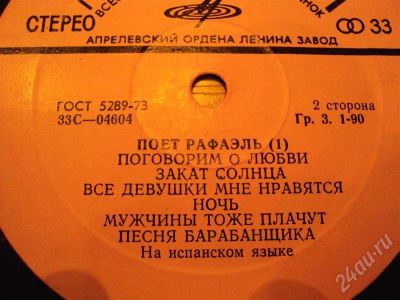 СТЕРЕО
33
АПРЕЛЕВСКИЙ ОРДЕНА ЛЕНИНА ЗАВОД
ГОСТ 5289-73
33С—04604
2 сторона
Гр. 3. 1-90
ПОЕТ РАФАЭЛЬ (1)
ПОГОВОРИМ О ЛЮБВИ
ЗАКАТ СОЛНЦА
ВСЕ ДЕВУШКИ МНЕ НРАВЯТСЯ
НОЧЬ
МУЖЧИНЫ ТОЖЕ ПЛАЧУТ
ПЕСНЯ БАРАБАНЩИКА
На испанском языке
24au.ru